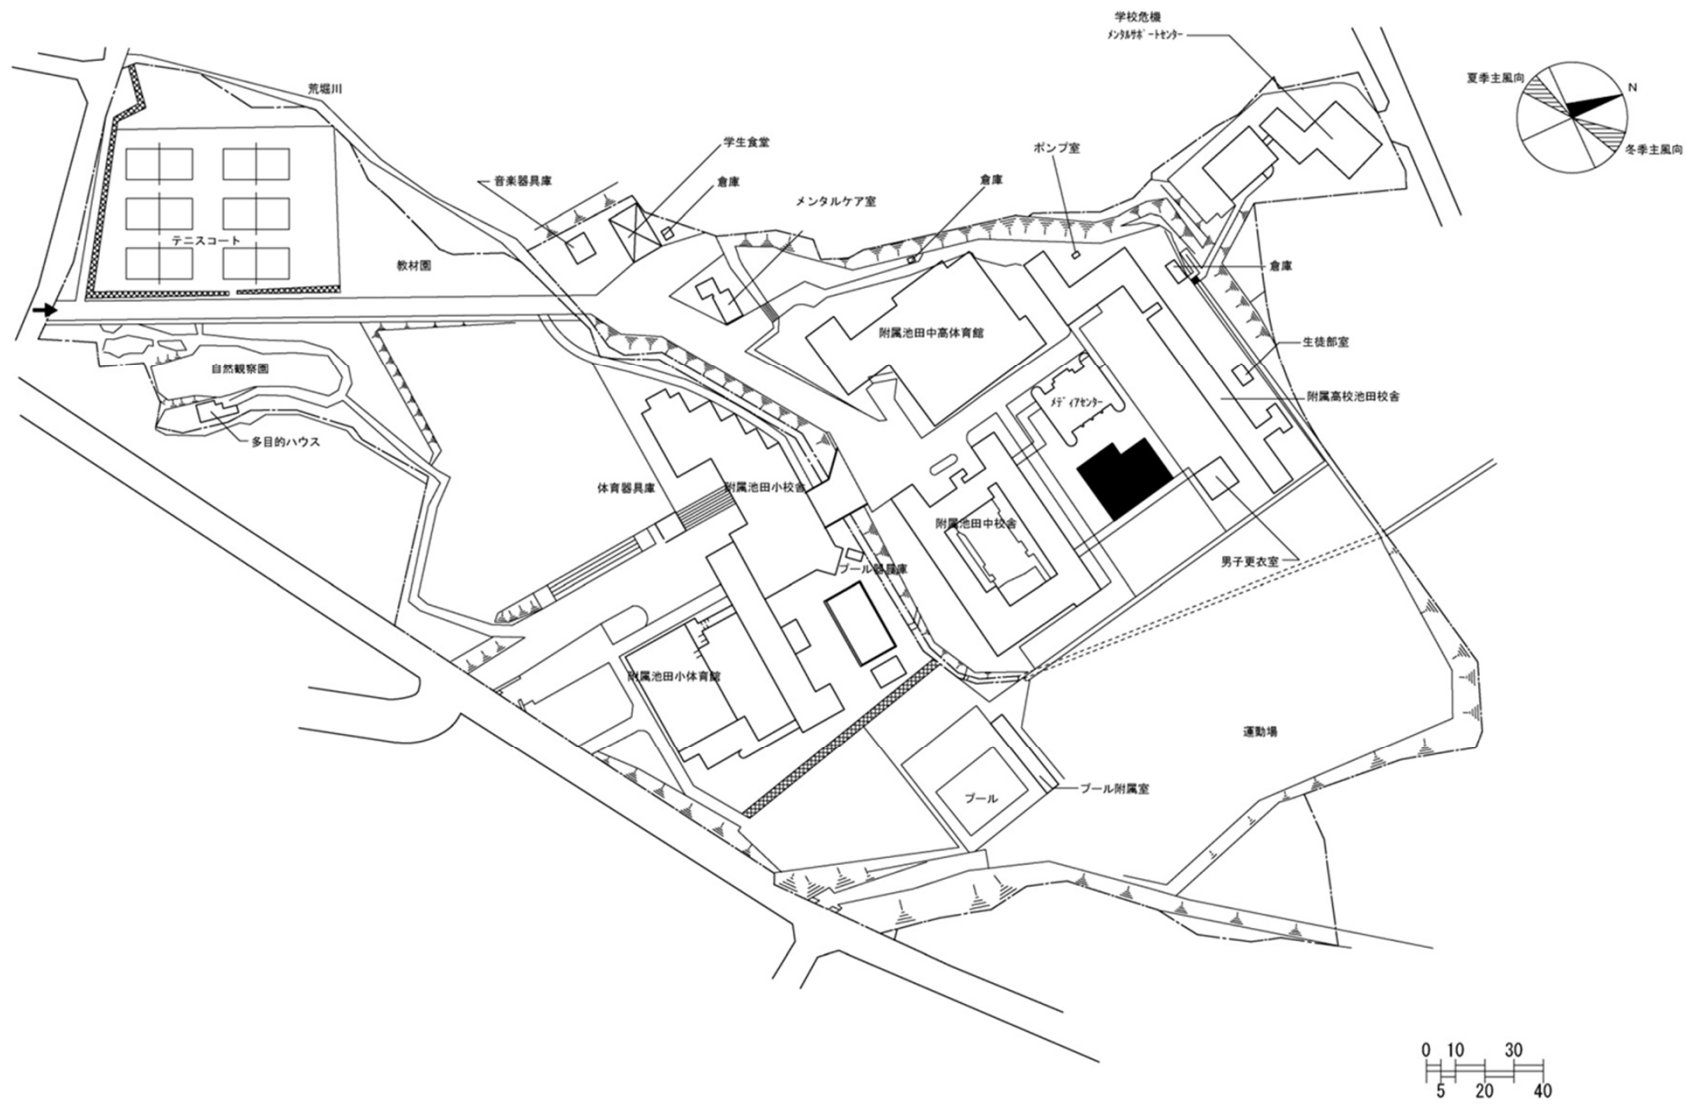 学校危機
ﾒﾝﾀﾙｻﾎﾟｰﾄｾﾝﾀｰ
夏季主風向
N
冬季主風向
荒堀川
学生食堂
ポンプ室
音楽器具庫
倉庫
倉庫
メンタルケア室
テニスコート
教材園
倉庫
附属池田中高体育館
生徒部室
自然観察園
メディアセンター
附属高校池田校舎
多目的ハウス
体育器具庫
附属池田小校舎
附属池田中校舎
プール器具庫
男子更衣室
附属池田小体育館
運動場
プール
プール附属室
0 10 30
5 20 40